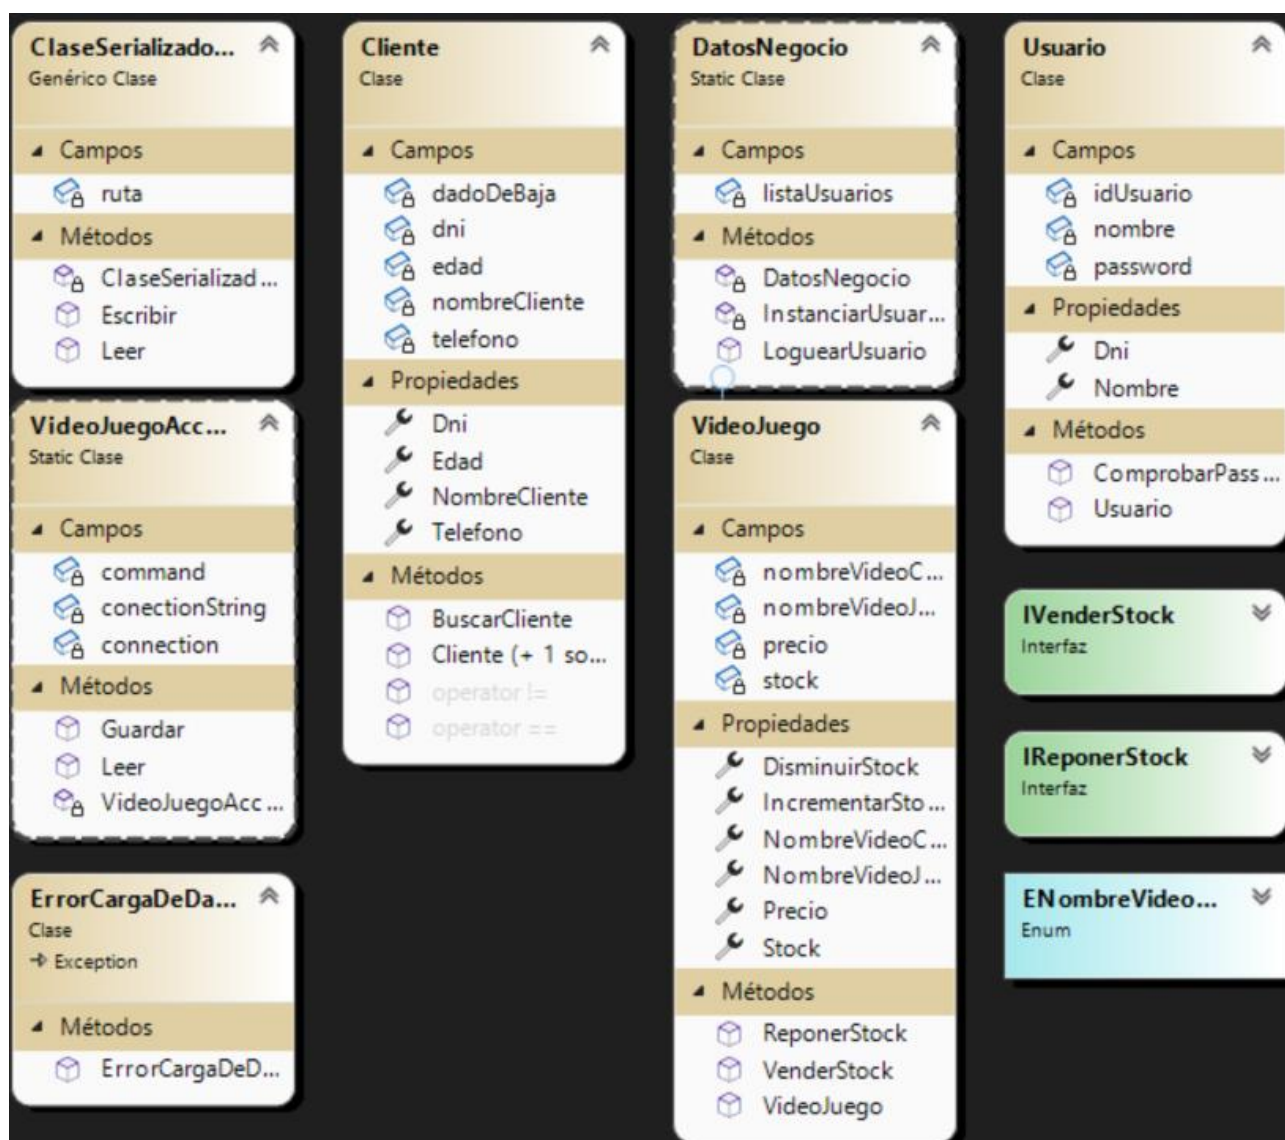 ClaseSerializado...
Genérico Clase
Campos
ruta
Métodos
ClaseSerializad...
Escribir
Leer
VideoJuegoAcc...
Static Clase
Campos
command
conectionString
connection
Métodos
Guardar
Leer
VideoJuegoAcc...
ErrorCargaDeDa...
Clase
Exception
Métodos
ErrorCargaDeD...
Cliente
Clase
Campos
dadoDeBaja
dni
edad
nombreCliente
telefono
Propiedades
Dni
Edad
NombreCliente
Telefono
Métodos
BuscarCliente
Cliente (+ 1 so...
operator !=
operator ==
DatosNegocio
Static Clase
Campos
listaUsuarios
Métodos
DatosNegocio
InstanciarUsuar...
LoguearUsuario
VideoJuego
Clase
Campos
nombreVideoC...
nombreVideoJ...
precio
stock
Propiedades
DisminuirStock
IncrementarSto...
NombreVideoC...
NombreVideoJ...
Precio
Stock
Métodos
ReponerStock
VenderStock
VideoJuego
Usuario
Clase
Campos
idUsuario
nombre
password
Propiedades
Dni
Nombre
Métodos
ComprobarPass...
Usuario
IVenderStock
Interfaz
IReponerStock
Interfaz
ENombreVideo...
Enum